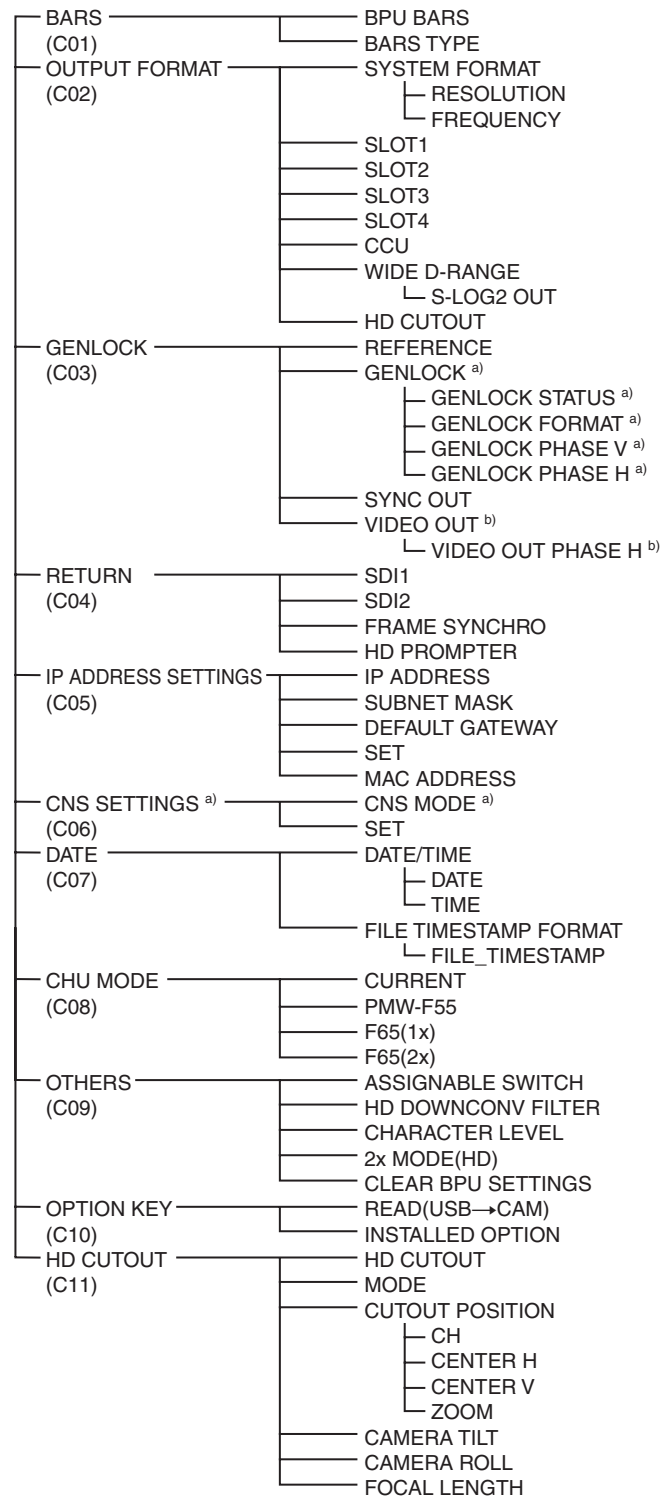 BARS BPU BARS
(C01) BARS TYPE
OUTPUT FORMAT SYSTEM FORMAT
(C02) RESOLUTION
FREQUENCY
SLOT1
SLOT2
SLOT3
SLOT4
CCU
WIDE D-RANGE
S-LOG2 OUT
HD CUTOUT
GENLOCK REFERENCE
(C03) GENLOCK a)
GENLOCK STATUS a)
GENLOCK FORMAT a)
GENLOCK PHASE V a)
GENLOCK PHASE H a)
SYNC OUT
VIDEO OUT b)
VIDEO OUT PHASE H b)
RETURN SDI1
(C04) SDI2
FRAME SYNCHRO
HD PROMPTER
IP ADDRESS SETTINGS IP ADDRESS
(C05) SUBNET MASK
DEFAULT GATEWAY
SET
MAC ADDRESS
CNS SETTINGS a) CNS MODE a)
(C06) SET
DATE DATE/TIME
(C07) DATE
TIME
FILE TIMESTAMP FORMAT
FILE_TIMESTAMP
CHU MODE CURRENT
(C08) PMW-F55
F65(1x)
F65(2x)
OTHERS ASSIGNABLE SWITCH
(C09) HD DOWNCONV FILTER
CHARACTER LEVEL
2x MODE(HD)
CLEAR BPU SETTINGS
OPTION KEY READ(USB→CAM)
(C10) INSTALLED OPTION
HD CUTOUT HD CUTOUT
(C11) MODE
CUTOUT POSITION
CH
CENTER H
CENTER V
ZOOM
CAMERA TILT
CAMERA ROLL
FOCAL LENGTH